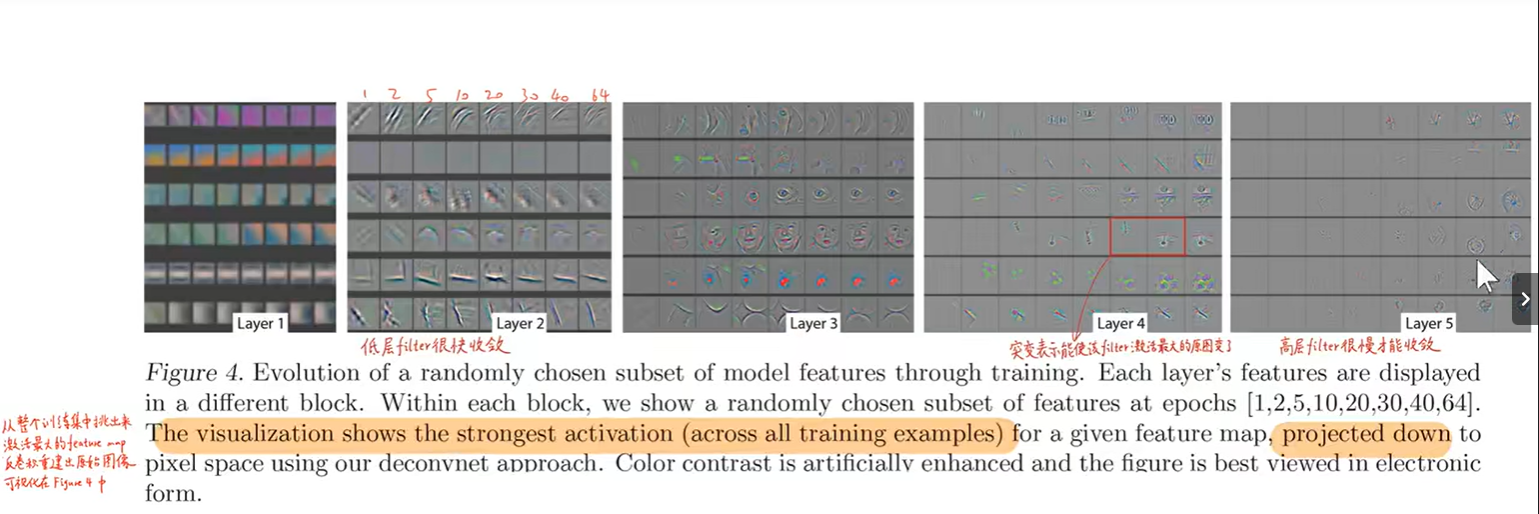 1 2 5 10 20 30 40 64
Layer 1
Layer 2
Layer 3
Layer 4
Layer 5
低层filter很快收敛
突变表示能使该filter激活最大的原图变了
高层filter很慢才能收敛
Figure 4. Evolution of a randomly chosen subset of model features through training. Each layer's features are displayed
in a different block. Within each block, we show a randomly chosen subset of features at epochs [1,2,5,10,20,30,40,64].
The visualization shows the strongest activation (across all training examples) for a given feature map, projected down to
pixel space using our deconvnet approach. Color contrast is artificially enhanced and the figure is best viewed in electronic
form.
从整个训练集中挑出来
激活最大的feature map
反卷积重建出原始图像
可视化在 Figure 4 中